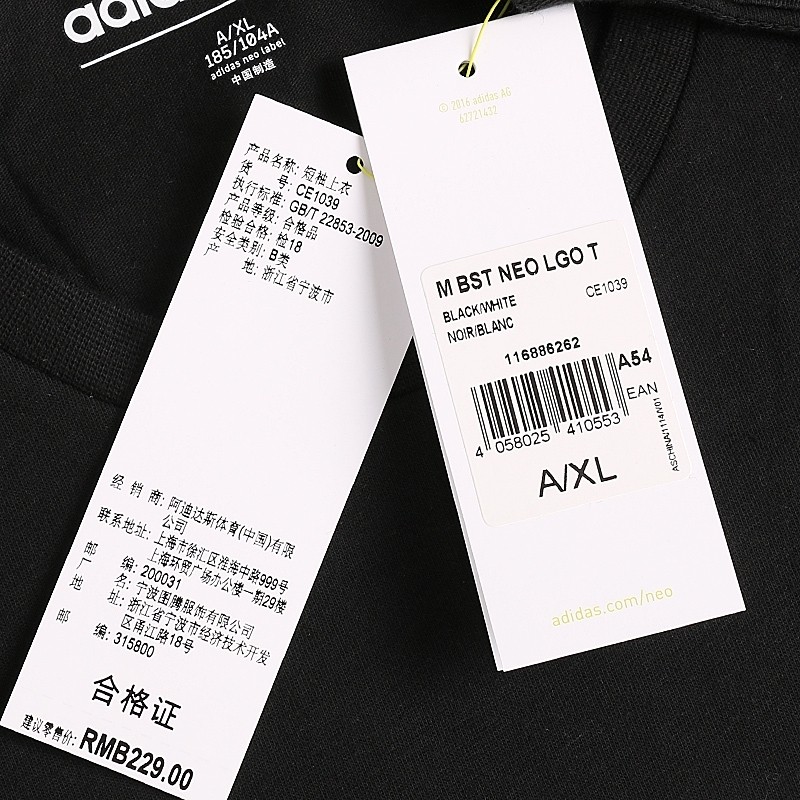 adidas
A/XL
185/104A
adidas neo label
中国制造
产品名称: 短袖上衣
货 号: CE1039
执行标准: GB/T 22853-2009
产品等级: 合格品
检验合格: 检18
安全类别: B类
产 地: 浙江省宁波市
经 销 商: 阿迪达斯体育(中国)有限
公司
联系地址: 上海市徐汇区淮海中路999号
上海环贸广场办公楼一期29楼
邮 编: 200031
厂 名: 宁波图腾服饰有限公司
地 址: 浙江省宁波市经济技术开发
区甬江路18号
邮 编: 315800
合格证
建议零售价: RMB229.00
© 2016 adidas AG
62721432
M BST NEO LGO T
BLACK/WHITE CE1039
NOIR/BLANC
116886262
A54
EAN
4 058025 410553
ASCHINA/1114/V01
A/XL
adidas.com/neo